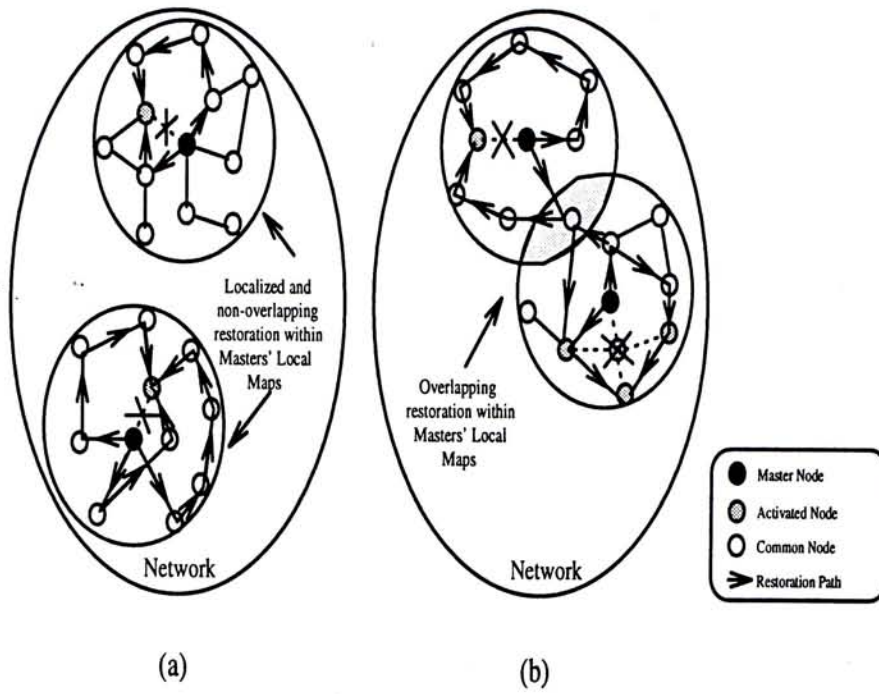 Localized and
non-overlapping
restoration within
Masters' Local
Maps
Network
(a)
Overlapping
restoration within
Masters' Local
Maps
Network
(b)
Master Node
Activated Node
Common Node
Restoration Path